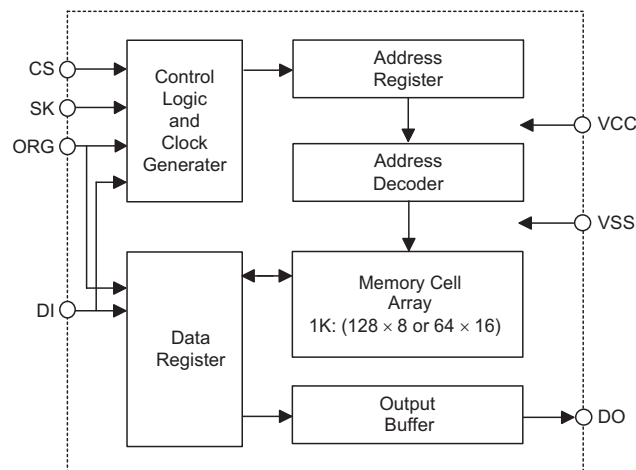 CS
SK
ORG
DI
Control
Logic
and
Clock
Generater
Address
Register
Address
Decoder
VCC
VSS
Data
Register
Memory Cell
Array
1K: (128 × 8 or 64 × 16)
Output
Buffer
DO